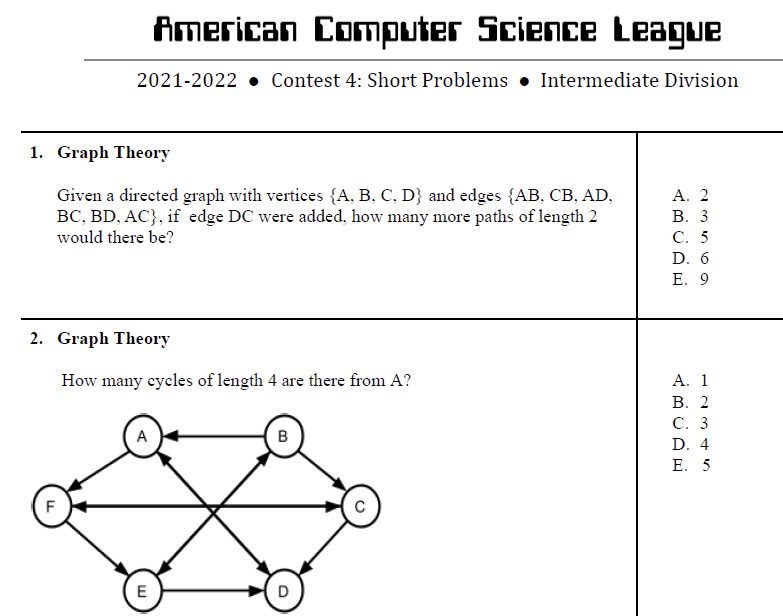 American Computer Science League
2021-2022 ● Contest 4: Short Problems ● Intermediate Division
1. Graph Theory
Given a directed graph with vertices {A, B, C, D} and edges {AB, CB, AD,
BC, BD, AC}, if edge DC were added, how many more paths of length 2
would there be?
A. 2
B. 3
C. 5
D. 6
E. 9
2. Graph Theory
How many cycles of length 4 are there from A?
A. 1
B. 2
C. 3
D. 4
E. 5
A
B
F
C
E
D